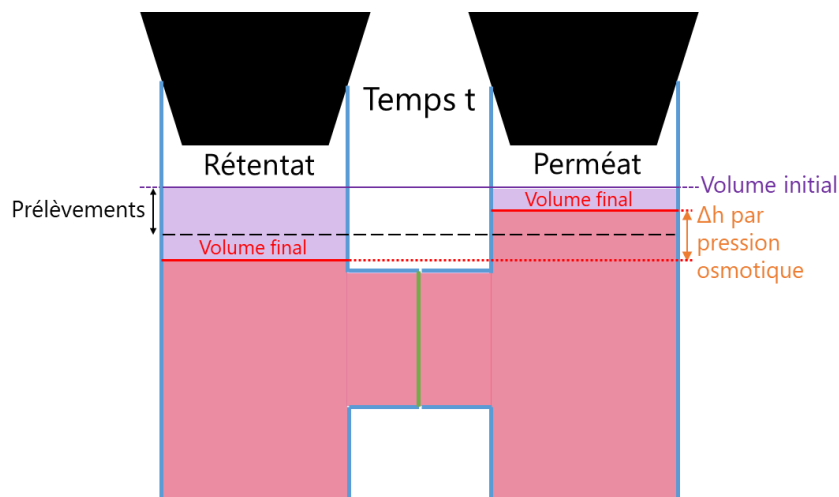 Temps t
Rétentat
Perméat
Volume initial
Prélèvements
Volume final
Volume final
Δh par
pression
osmotique